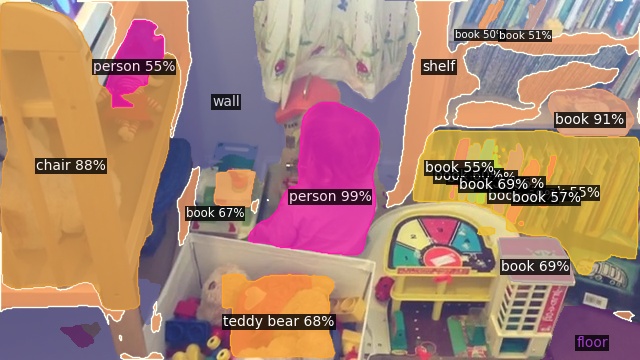 book 50%
book 51%
person 55%
shelf
wall
book 91%
chair 88%
book 55%
book 69%
book 57%
person 99%
book 67%
book 69%
teddy bear 68%
floor